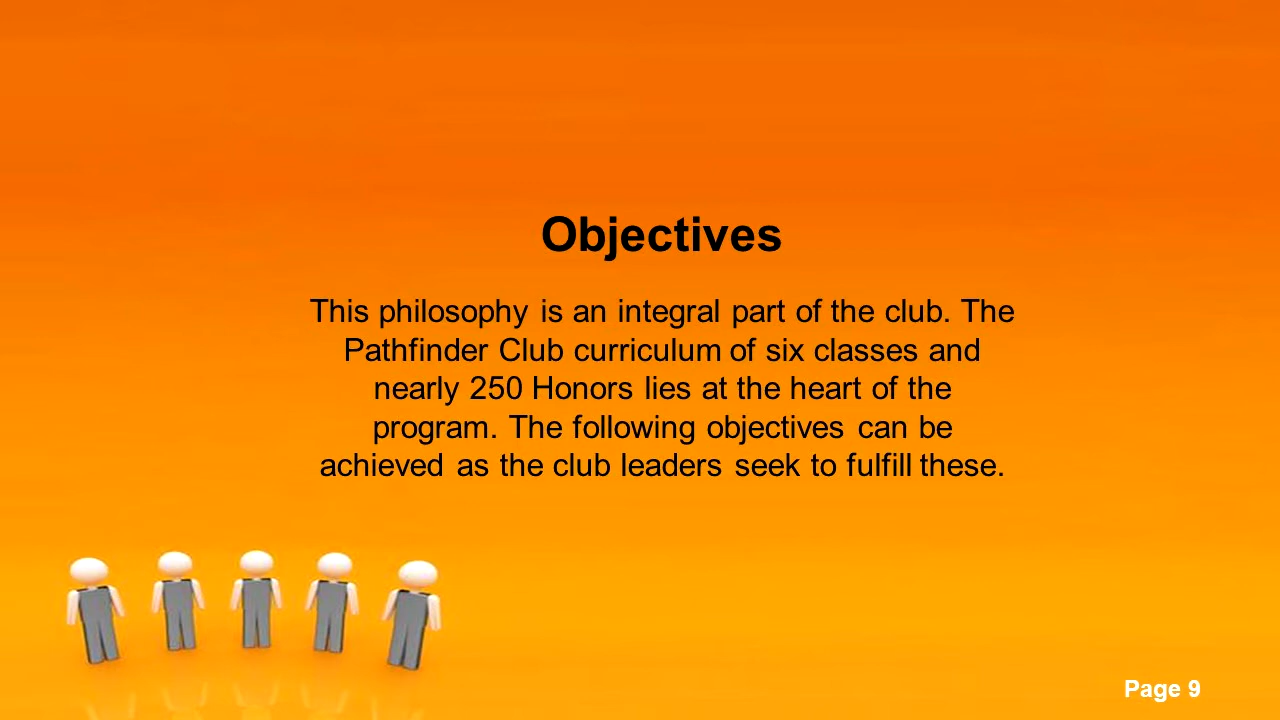 Objectives
This philosophy is an integral part of the club. The
Pathfinder Club curriculum of six classes and
nearly 250 Honors lies at the heart of the
program. The following objectives can be
achieved as the club leaders seek to fulfill these.
Page 9